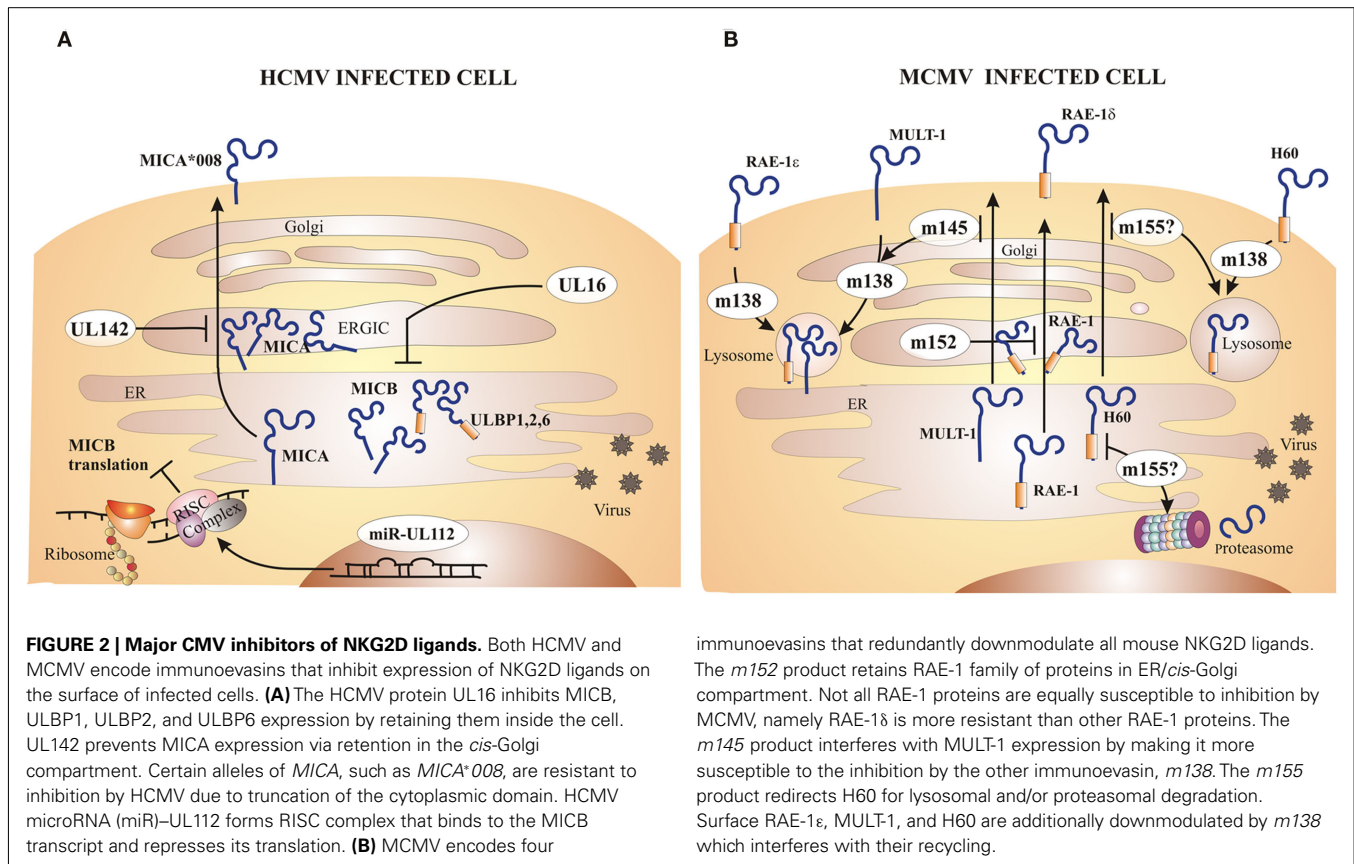 A
HCMV INFECTED CELL
MICA*008
Golgi
UL16
UL142
ERGIC
MICA
ER
MICB
ULBP1,2,6
MICA
MICB
translation
RISC
Complex
Ribosome
miR-UL112
Virus
B
MCMV INFECTED CELL
RAE-1δ
MULT-1
RAE-1ε
H60
m145
m155?
Golgi
m138
m138
m138
RAE-1
m152
Lysosome
Lysosome
ER
H60
MULT-1
Virus
m155?
RAE-1
Proteasome
FIGURE 2 | Major CMV inhibitors of NKG2D ligands. Both HCMV and
MCMV encode immunoevasins that inhibit expression of NKG2D ligands on
the surface of infected cells. (A) The HCMV protein UL16 inhibits MICB,
ULBP1, ULBP2, and ULBP6 expression by retaining them inside the cell.
UL142 prevents MICA expression via retention in the cis-Golgi
compartment. Certain alleles of MICA, such as MICA*008, are resistant to
inhibition by HCMV due to truncation of the cytoplasmic domain. HCMV
microRNA (miR)–UL112 forms RISC complex that binds to the MICB
transcript and represses its translation. (B) MCMV encodes four
immunoevasins that redundantly downmodulate all mouse NKG2D ligands.
The m152 product retains RAE-1 family of proteins in ER/cis-Golgi
compartment. Not all RAE-1 proteins are equally susceptible to inhibition by
MCMV, namely RAE-1δ is more resistant than other RAE-1 proteins. The
m145 product interferes with MULT-1 expression by making it more
susceptible to the inhibition by the other immunoevasin, m138. The m155
product redirects H60 for lysosomal and/or proteasomal degradation.
Surface RAE-1ε, MULT-1, and H60 are additionally downmodulated by m138
which interferes with their recycling.